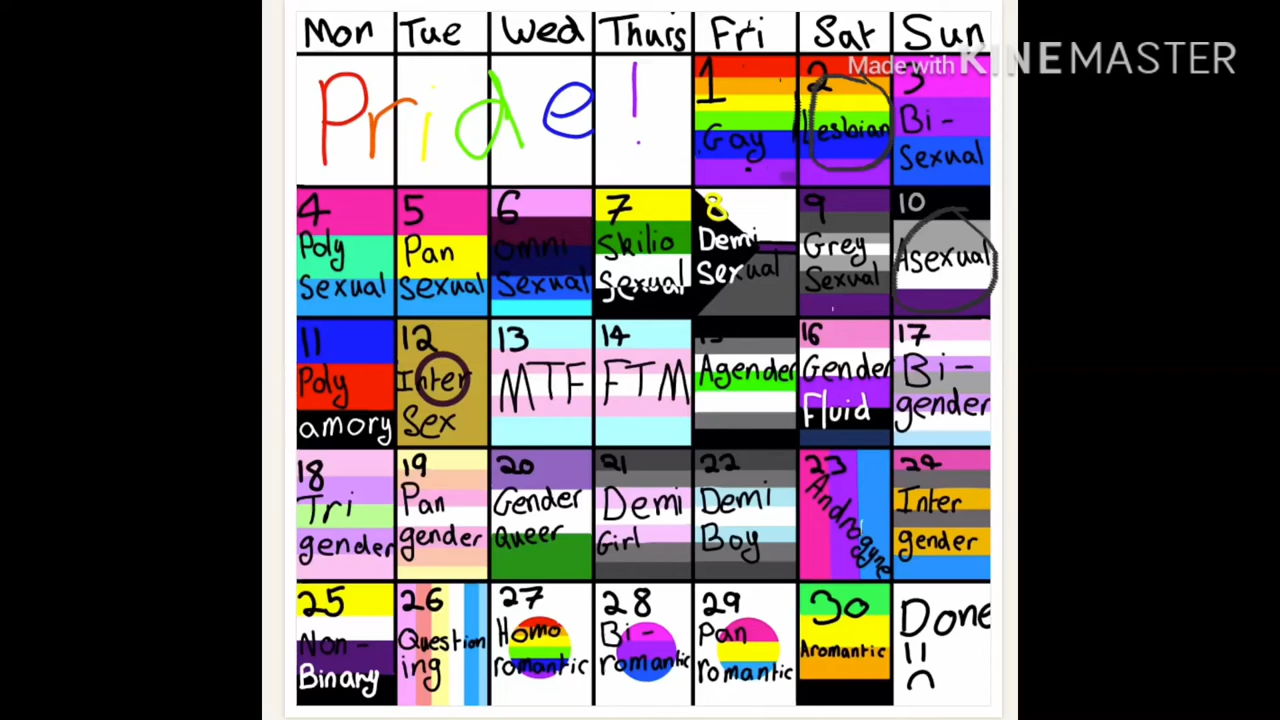 Mon Tue Wed Thurs Fri Sat Sun
Made with KINEMASTER
Pride!
1
Gay
2
Lesbian
3
Bi-
Sexual
4
Poly
Sexual
5
Pan
sexual
6
omni
Sexual
7
Skilio
Sexual
8
Demi
Sexual
9
Grey
Sexual
10
Asexual
11
Poly
amory
12
Inter
Sex
13
MTF
14
FTM
15
Agender
16
Gender
Fluid
17
Bi-
gender
18
Tri
gender
19
Pan
gender
20
Gender
Queer
21
Demi
Girl
22
Demi
Boy
23
Androgyne
24
Inter
gender
25
Non-
Binary
26
Question
ing
27
Homo
romantic
28
Bi-
romantic
29
Pan
romantic
30
Aromantic
Done